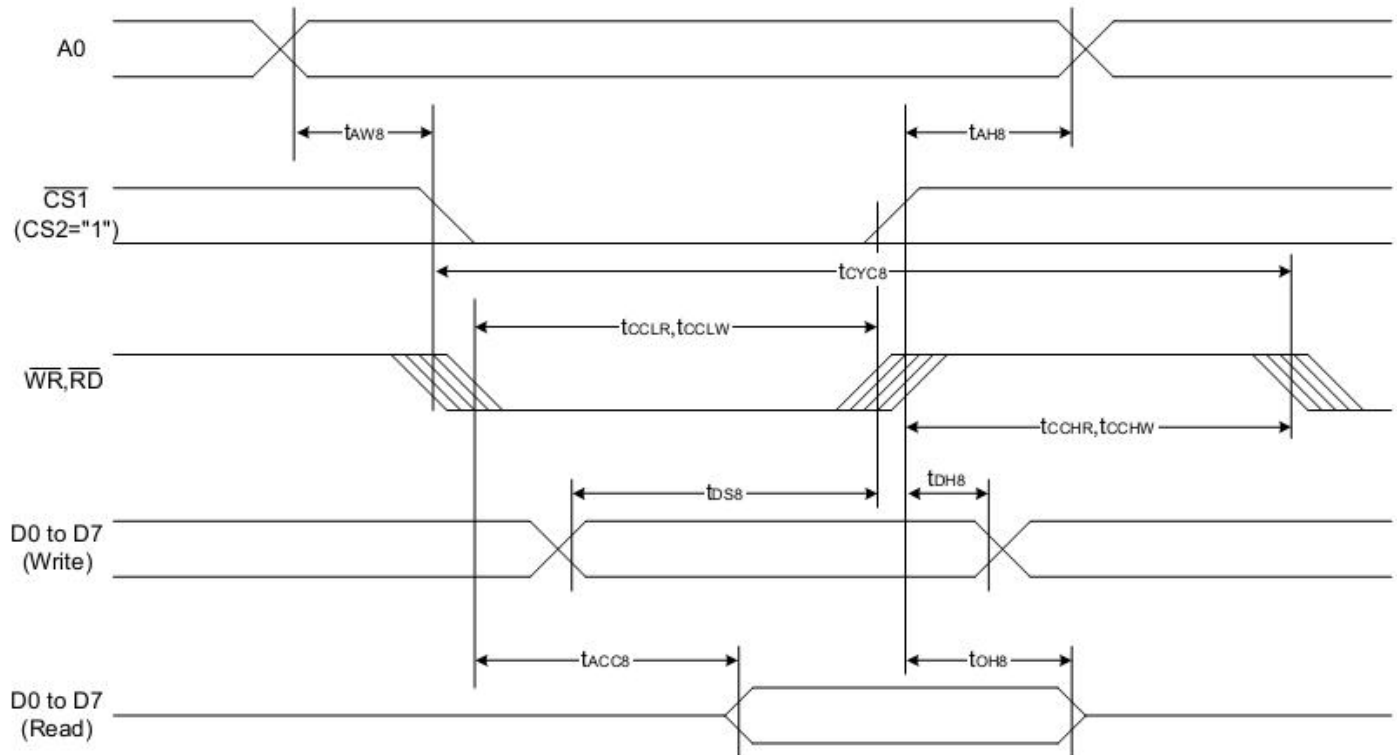 A0
tAW8
tAH8
CS1
(CS2="1")
tCYC8
tCCLR,tCCLW
WR,RD
tCCHR,tCCHW
tDS8
tDH8
D0 to D7
(Write)
tACC8
tOH8
D0 to D7
(Read)